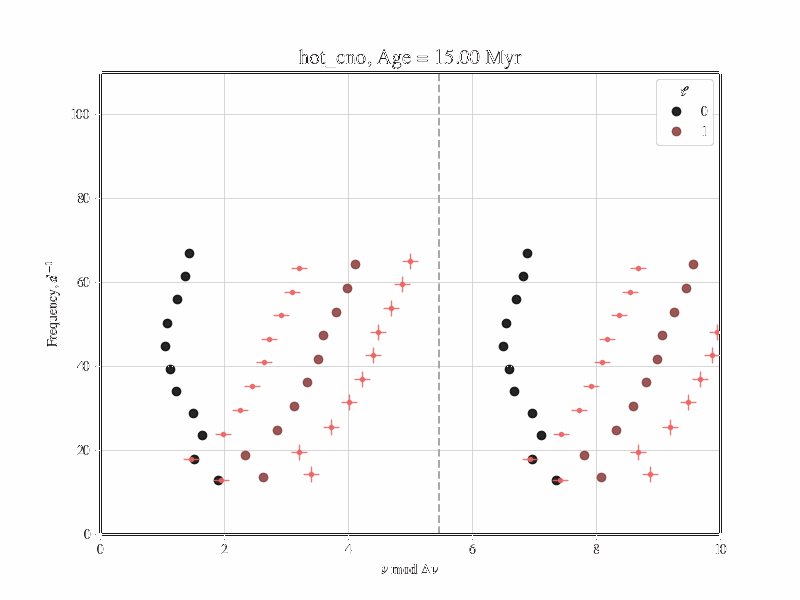 hot_cno, Age = 15.00 Myr
ℓ
0
1
100
80
60
40
20
0
Frequency, d⁻¹
0 2 4 6 8 10
ν mod Δν